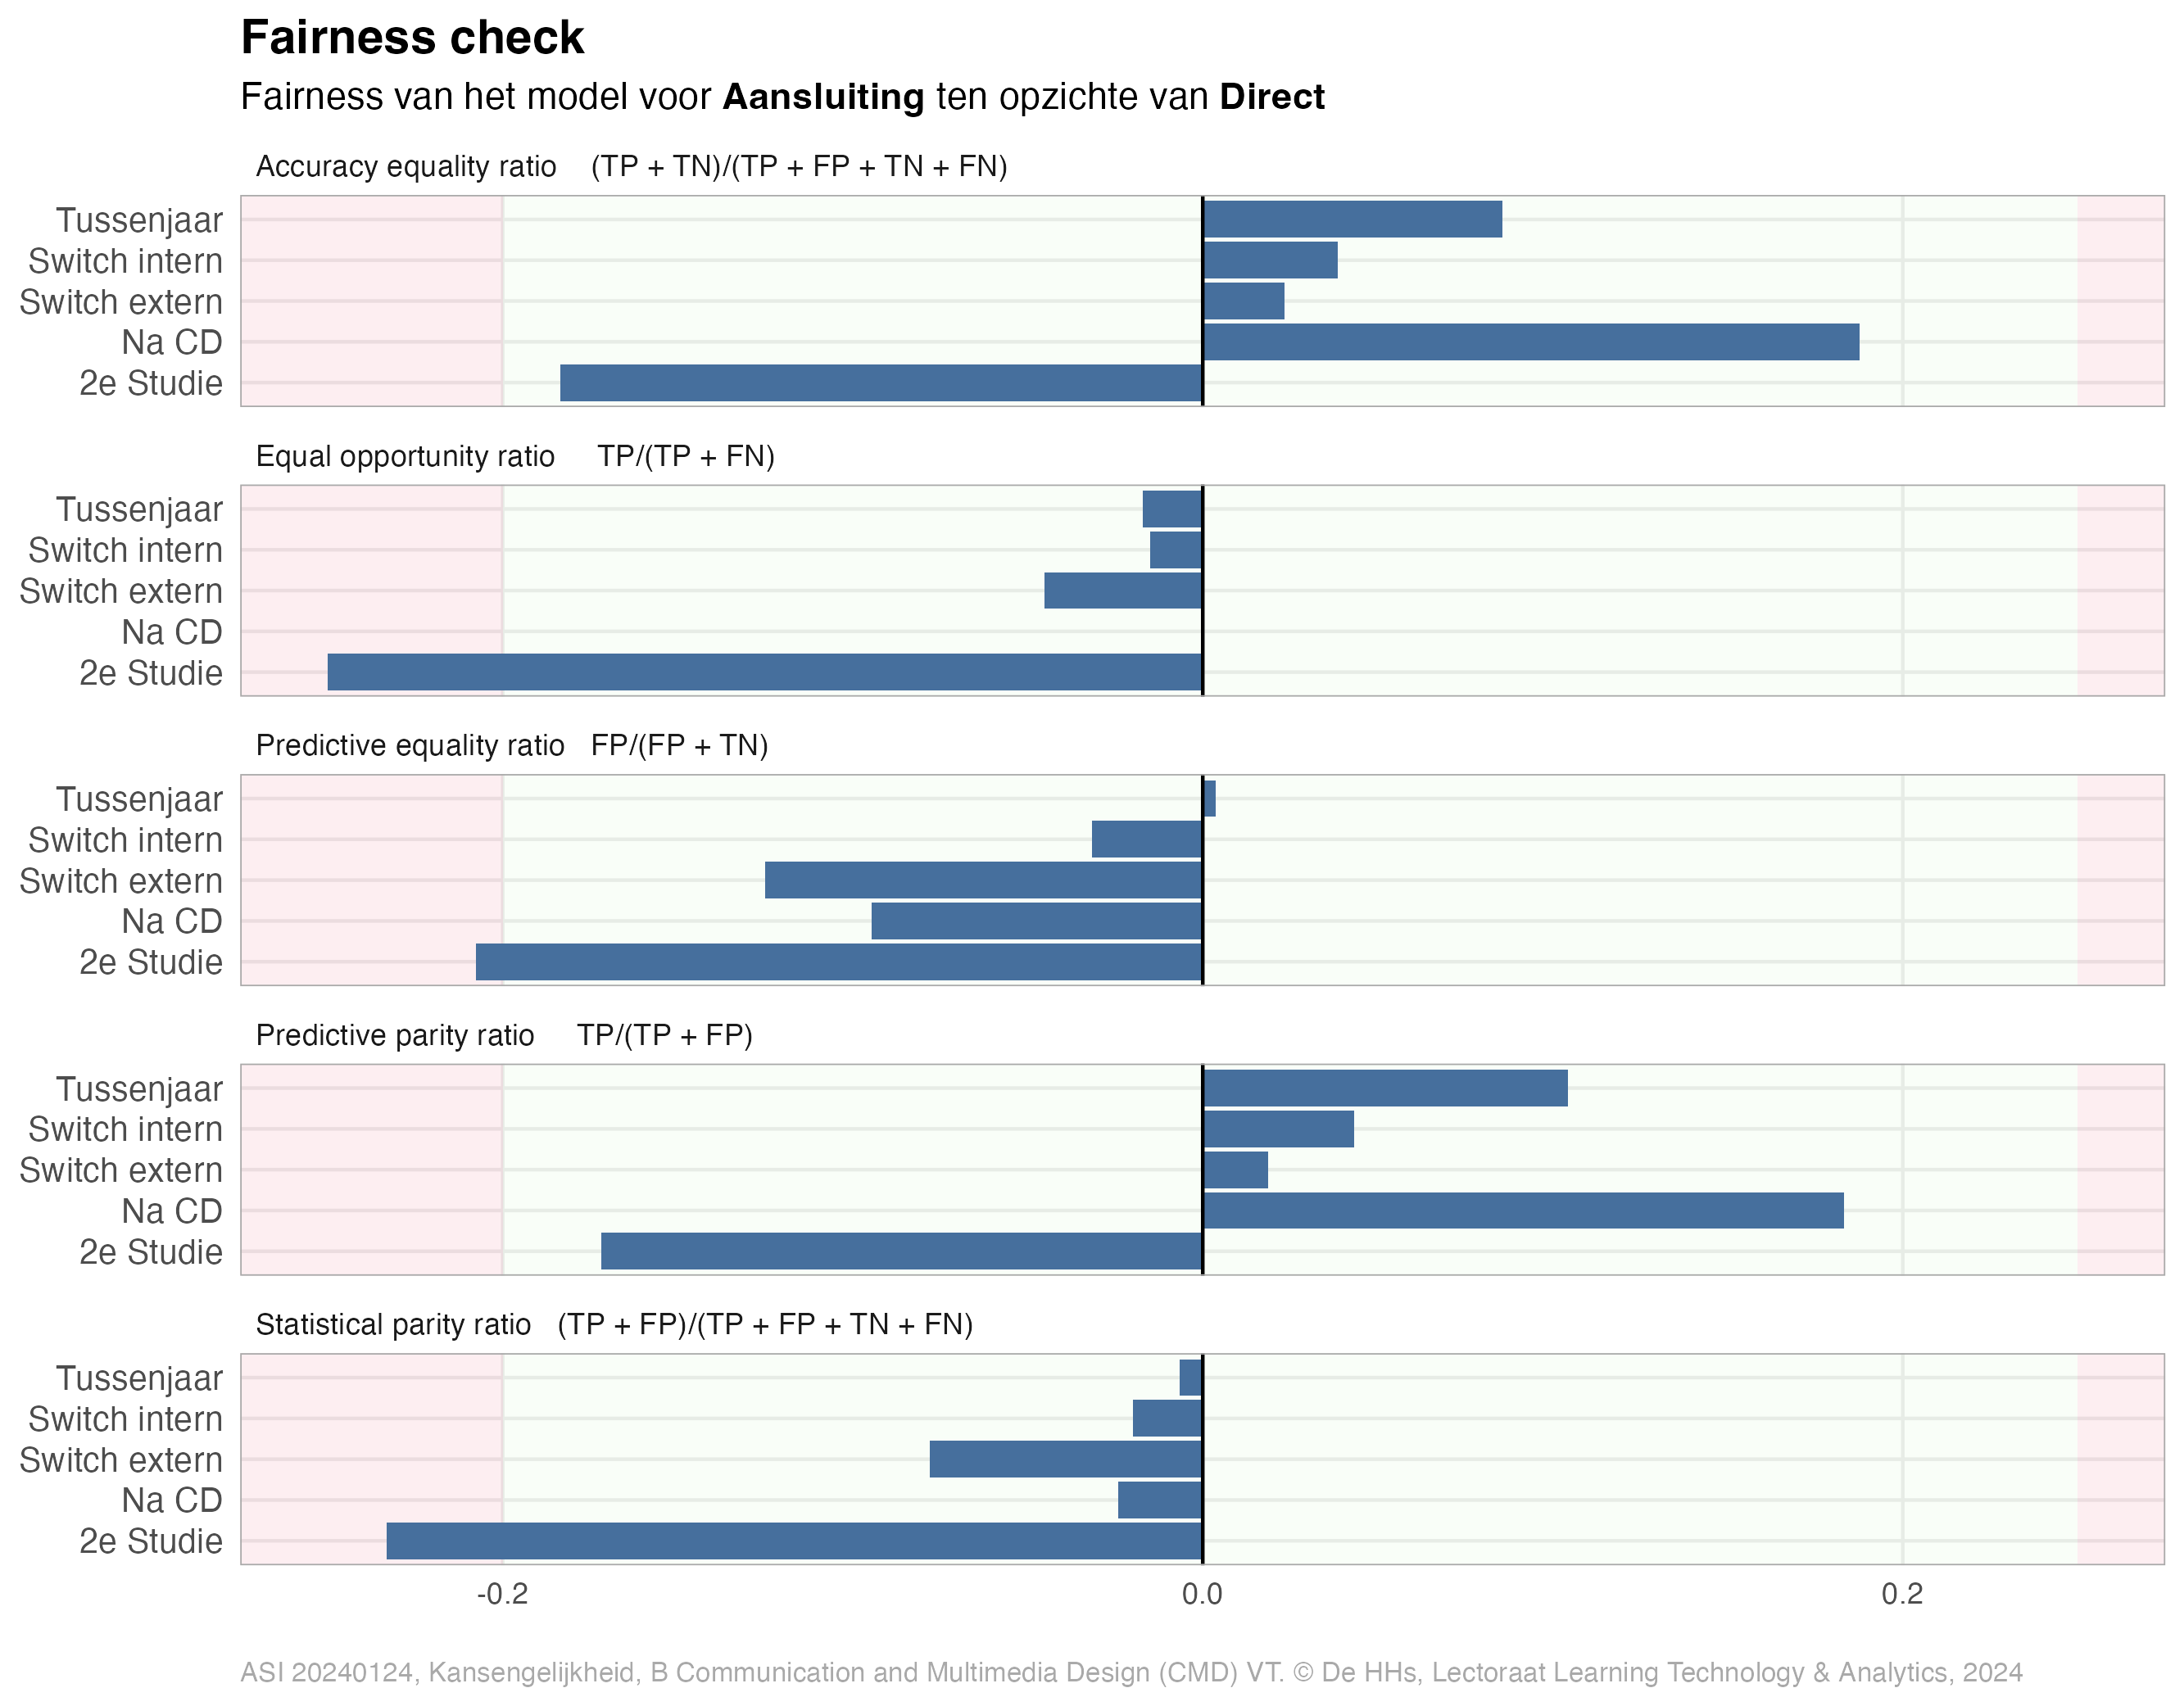 Fairness check
Fairness van het model voor Aansluiting ten opzichte van Direct
Accuracy equality ratio (TP + TN)/(TP + FP + TN + FN)
Tussenjaar
Switch intern
Switch extern
Na CD
2e Studie
Equal opportunity ratio TP/(TP + FN)
Tussenjaar
Switch intern
Switch extern
Na CD
2e Studie
Predictive equality ratio FP/(FP + TN)
Tussenjaar
Switch intern
Switch extern
Na CD
2e Studie
Predictive parity ratio TP/(TP + FP)
Tussenjaar
Switch intern
Switch extern
Na CD
2e Studie
Statistical parity ratio (TP + FP)/(TP + FP + TN + FN)
Tussenjaar
Switch intern
Switch extern
Na CD
2e Studie
-0.2 0.0 0.2
ASI 20240124, Kansengelijkheid, B Communication and Multimedia Design (CMD) VT. © De HHs, Lectoraat Learning Technology & Analytics, 2024